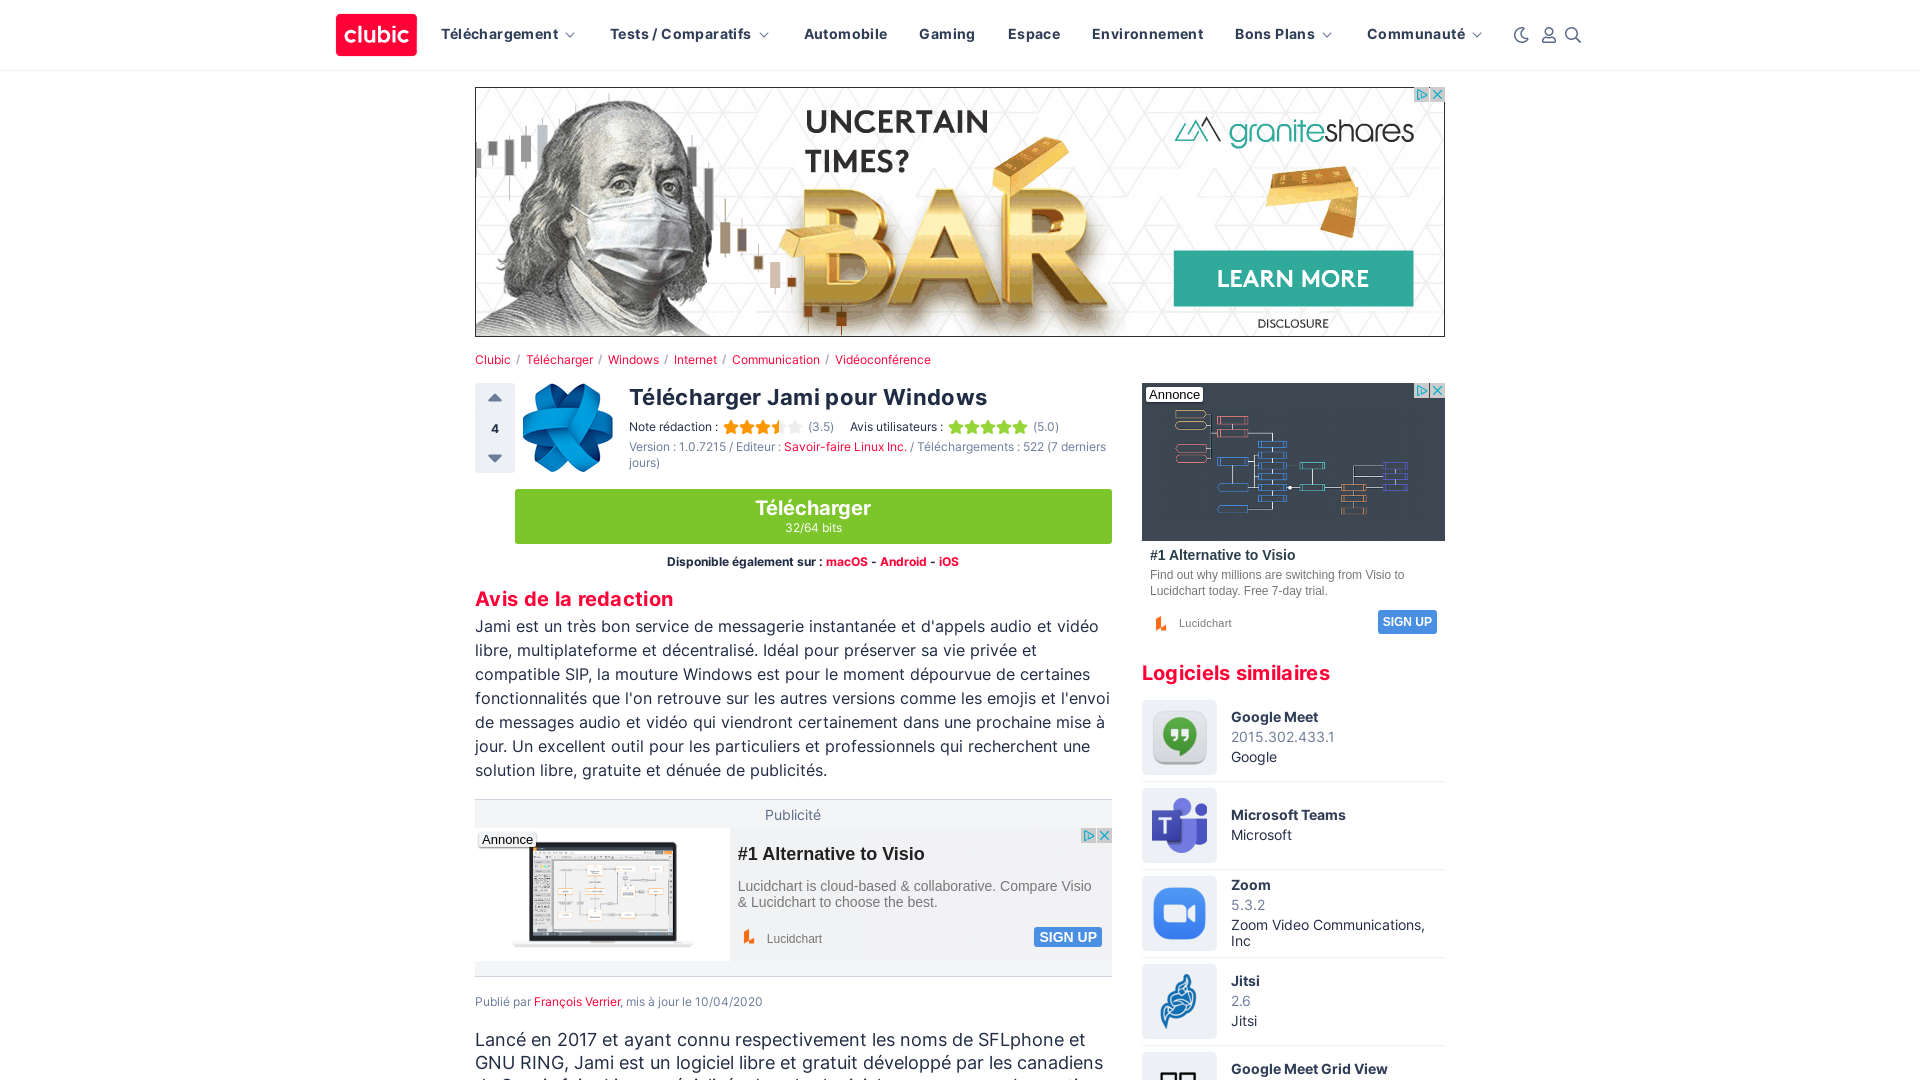 clubic
Téléchargement
Tests / Comparatifs
Automobile
Gaming
Espace
Environnement
Bons Plans
Communauté
UNCERTAIN
TIMES?
BAR
graniteshares
LEARN MORE
DISCLOSURE
Clubic / Télécharger / Windows / Internet / Communication / Vidéoconférence
4
Télécharger Jami pour Windows
Note rédaction : (3.5) Avis utilisateurs : (5.0)
Version : 1.0.7215 / Editeur : Savoir-faire Linux Inc. / Téléchargements : 522 (7 derniers
jours)
Télécharger
32/64 bits
Disponible également sur : macOS - Android - iOS
Avis de la redaction
Jami est un très bon service de messagerie instantanée et d'appels audio et vidéo
libre, multiplateforme et décentralisé. Idéal pour préserver sa vie privée et
compatible SIP, la mouture Windows est pour le moment dépourvue de certaines
fonctionnalités que l'on retrouve sur les autres versions comme les emojis et l'envoi
de messages audio et vidéo qui viendront certainement dans une prochaine mise à
jour. Un excellent outil pour les particuliers et professionnels qui recherchent une
solution libre, gratuite et dénuée de publicités.
Publicité
Annonce
#1 Alternative to Visio
Lucidchart is cloud-based & collaborative. Compare Visio
& Lucidchart to choose the best.
Lucidchart
SIGN UP
Publié par François Verrier, mis à jour le 10/04/2020
Lancé en 2017 et ayant connu respectivement les noms de SFLphone et
GNU RING, Jami est un logiciel libre et gratuit développé par les canadiens
Annonce
#1 Alternative to Visio
Find out why millions are switching from Visio to
Lucidchart today. Free 7-day trial.
Lucidchart
SIGN UP
Logiciels similaires
Google Meet
2015.302.433.1
Google
Microsoft Teams
Microsoft
Zoom
5.3.2
Zoom Video Communications,
Inc
Jitsi
2.6
Jitsi
Google Meet Grid View